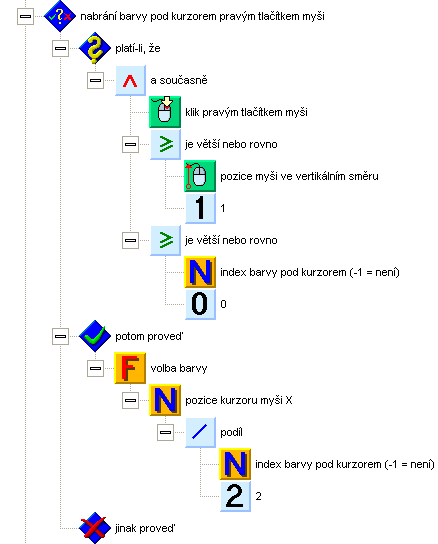 nabrání barvy pod kurzorem pravým tlačítkem myši
platí-li, že
a současně
klik pravým tlačítkem myši
je větší nebo rovno
pozice myši ve vertikálním směru
1 1
je větší nebo rovno
N index barvy pod kurzorem (-1 = není)
0 0
potom proveď
F volba barvy
N pozice kurzoru myši X
podíl
N index barvy pod kurzorem (-1 = není)
2 2
jinak proveď